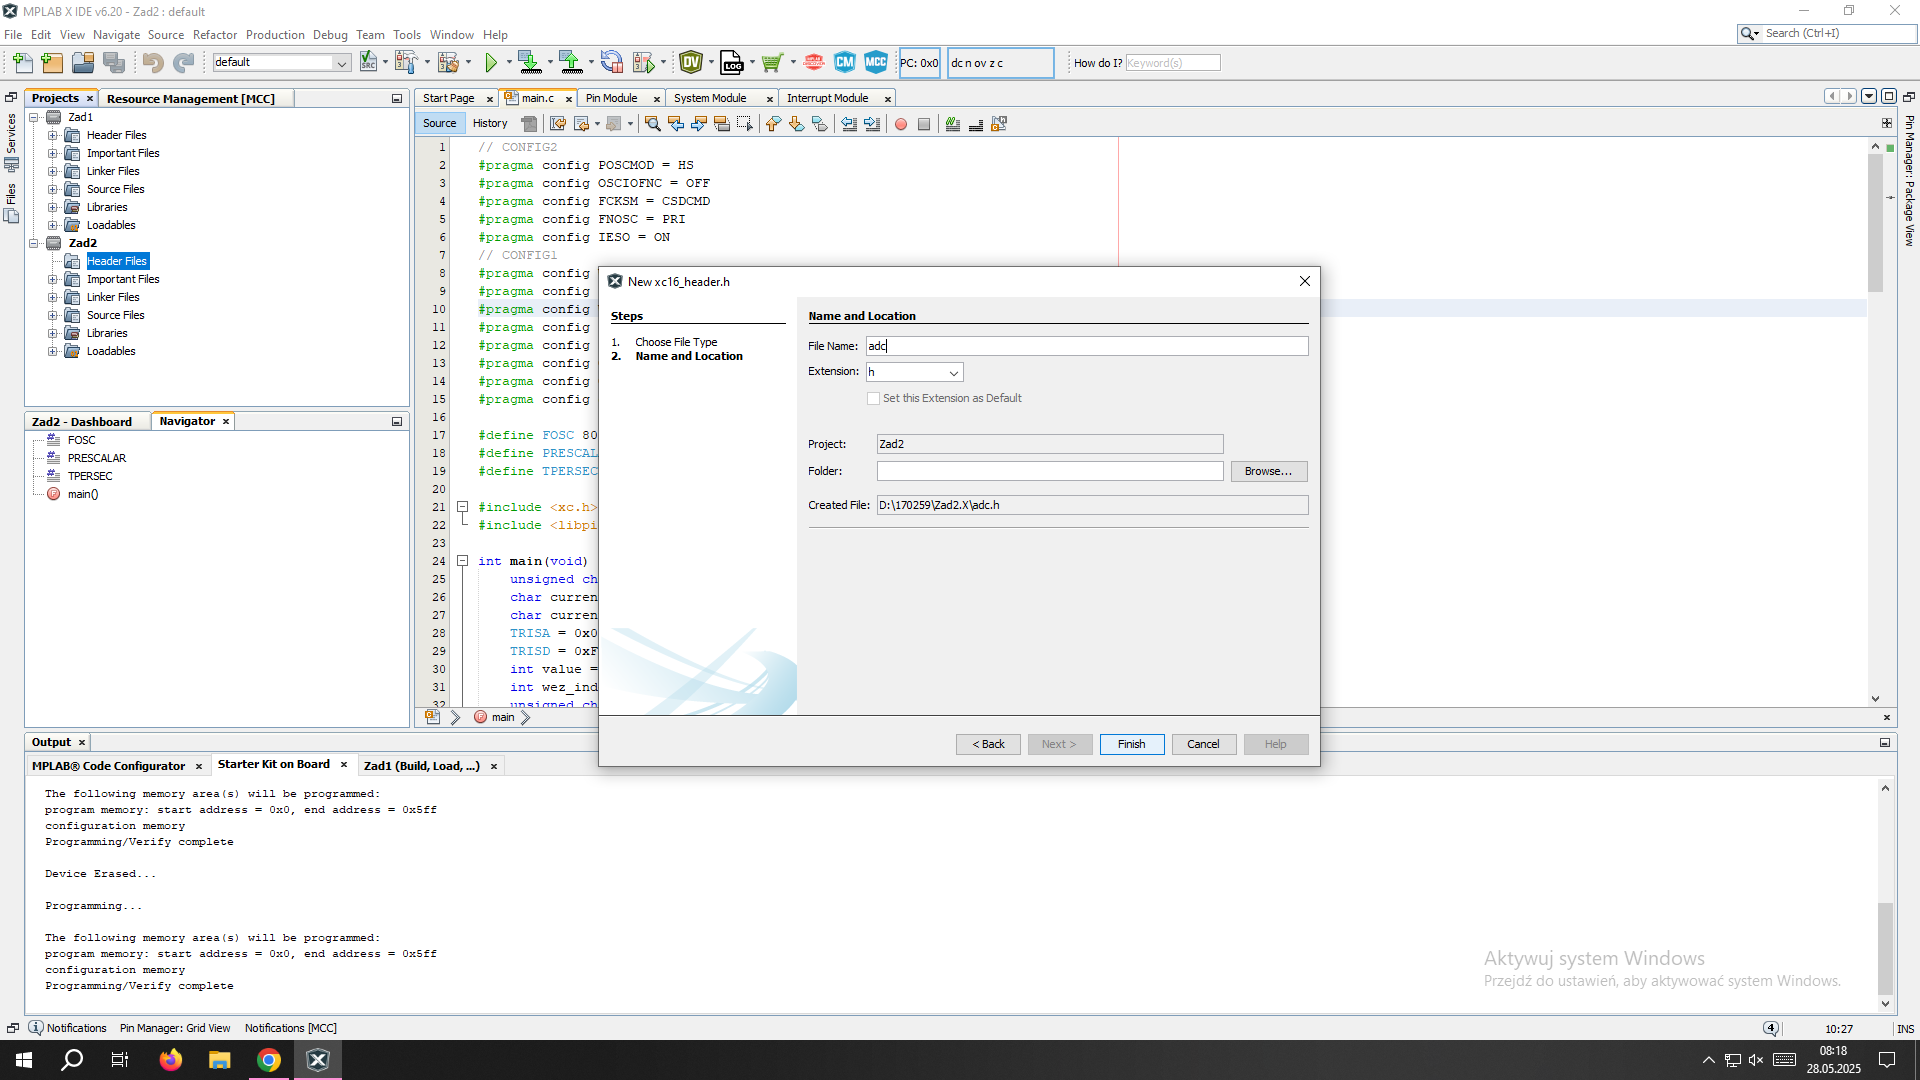 MPLAB X IDE v6.20 - Zad2 : default
File Edit View Navigate Source Refactor Production Debug Team Tools Window Help
Search (Ctrl+I)
default
PC: 0x0
dc n ov z c
How do I?
Keyword(s)
Projects
Resource Management [MCC]
Services
Files
Zad1
Header Files
Important Files
Linker Files
Source Files
Libraries
Loadables
Zad2
Header Files
Important Files
Linker Files
Source Files
Libraries
Loadables
Zad2 - Dashboard
Navigator
FOSC
PRESCALAR
TPERSEC
main()
Start Page
main.c
Pin Module
System Module
Interrupt Module
Source
History
Pin Manager: Package View
1 // CONFIG2
2 #pragma config POSCMOD = HS
3 #pragma config OSCIOFNC = OFF
4 #pragma config FCKSM = CSDCMD
5 #pragma config FNOSC = PRI
6 #pragma config IESO = ON
7 // CONFIG1
8 #pragma config
9 #pragma config
10 #pragma config
11 #pragma config
12 #pragma config
13 #pragma config
14 #pragma config
15 #pragma config
16
17 #define FOSC 80
18 #define PRESCAL
19 #define TPERSEC
20
21 #include <xc.h>
22 #include <libpi
23
24 int main(void)
25 unsigned ch
26 char curren
27 char curren
28 TRISA = 0x0
29 TRISD = 0xF
30 int value =
31 int wez_ind
32 unsigned ch
main
New xc16_header.h
Steps
1. Choose File Type
2. Name and Location
Name and Location
File Name: adc
Extension: h
Set this Extension as Default
Project: Zad2
Folder:
Browse...
Created File: D:\170259\Zad2.X\adc.h
< Back
Next >
Finish
Cancel
Help
Output
MPLAB® Code Configurator
Starter Kit on Board
Zad1 (Build, Load, ...)
The following memory area(s) will be programmed:
program memory: start address = 0x0, end address = 0x5ff
configuration memory
Programming/Verify complete
Device Erased...
Programming...
The following memory area(s) will be programmed:
program memory: start address = 0x0, end address = 0x5ff
configuration memory
Programming/Verify complete
Aktywuj system Windows
Przejdź do ustawień, aby aktywować system Windows.
Notifications
Pin Manager: Grid View
Notifications [MCC]
4
10:27
INS
08:18
28.05.2025